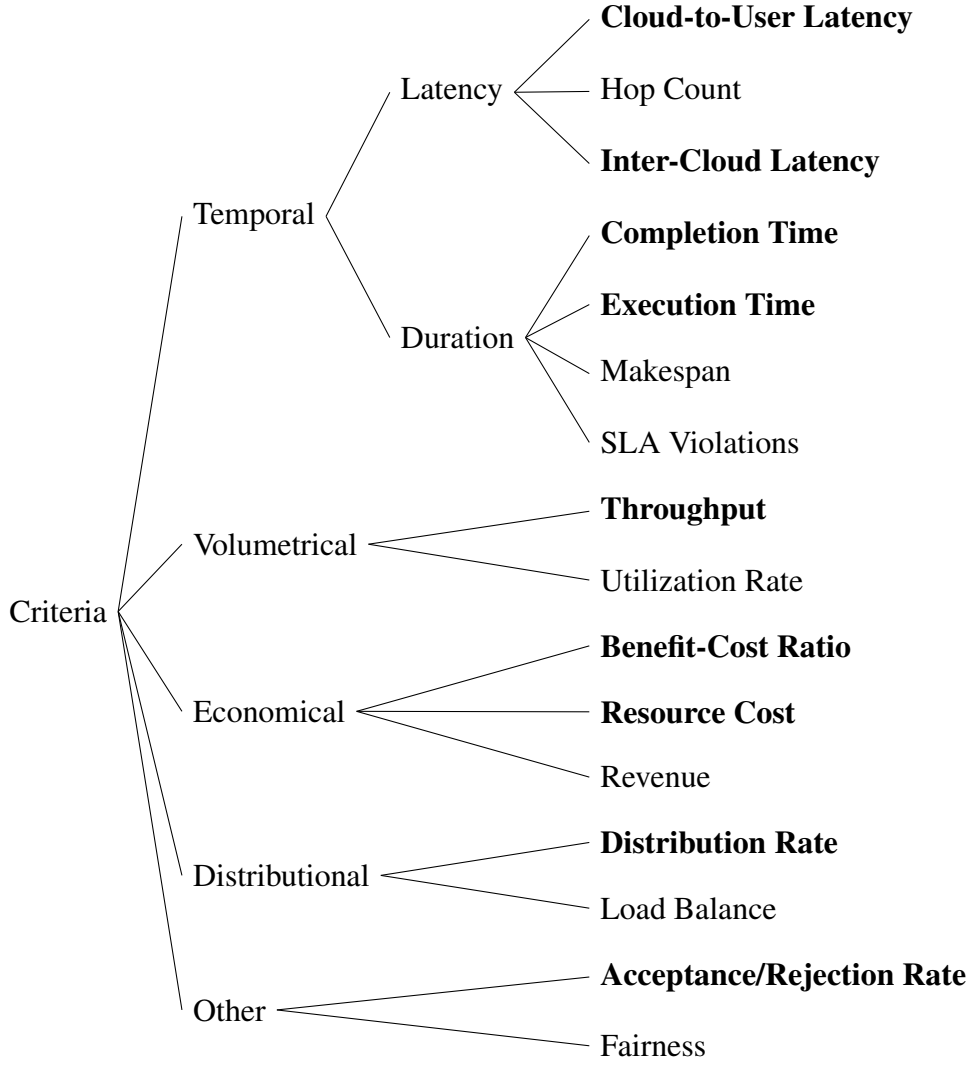 Cloud-to-User Latency
Latency
Hop Count
Inter-Cloud Latency
Temporal
Completion Time
Execution Time
Duration
Makespan
SLA Violations
Throughput
Volumetrical
Utilization Rate
Criteria
Benefit-Cost Ratio
Economical
Resource Cost
Revenue
Distribution Rate
Distributional
Load Balance
Acceptance/Rejection Rate
Other
Fairness